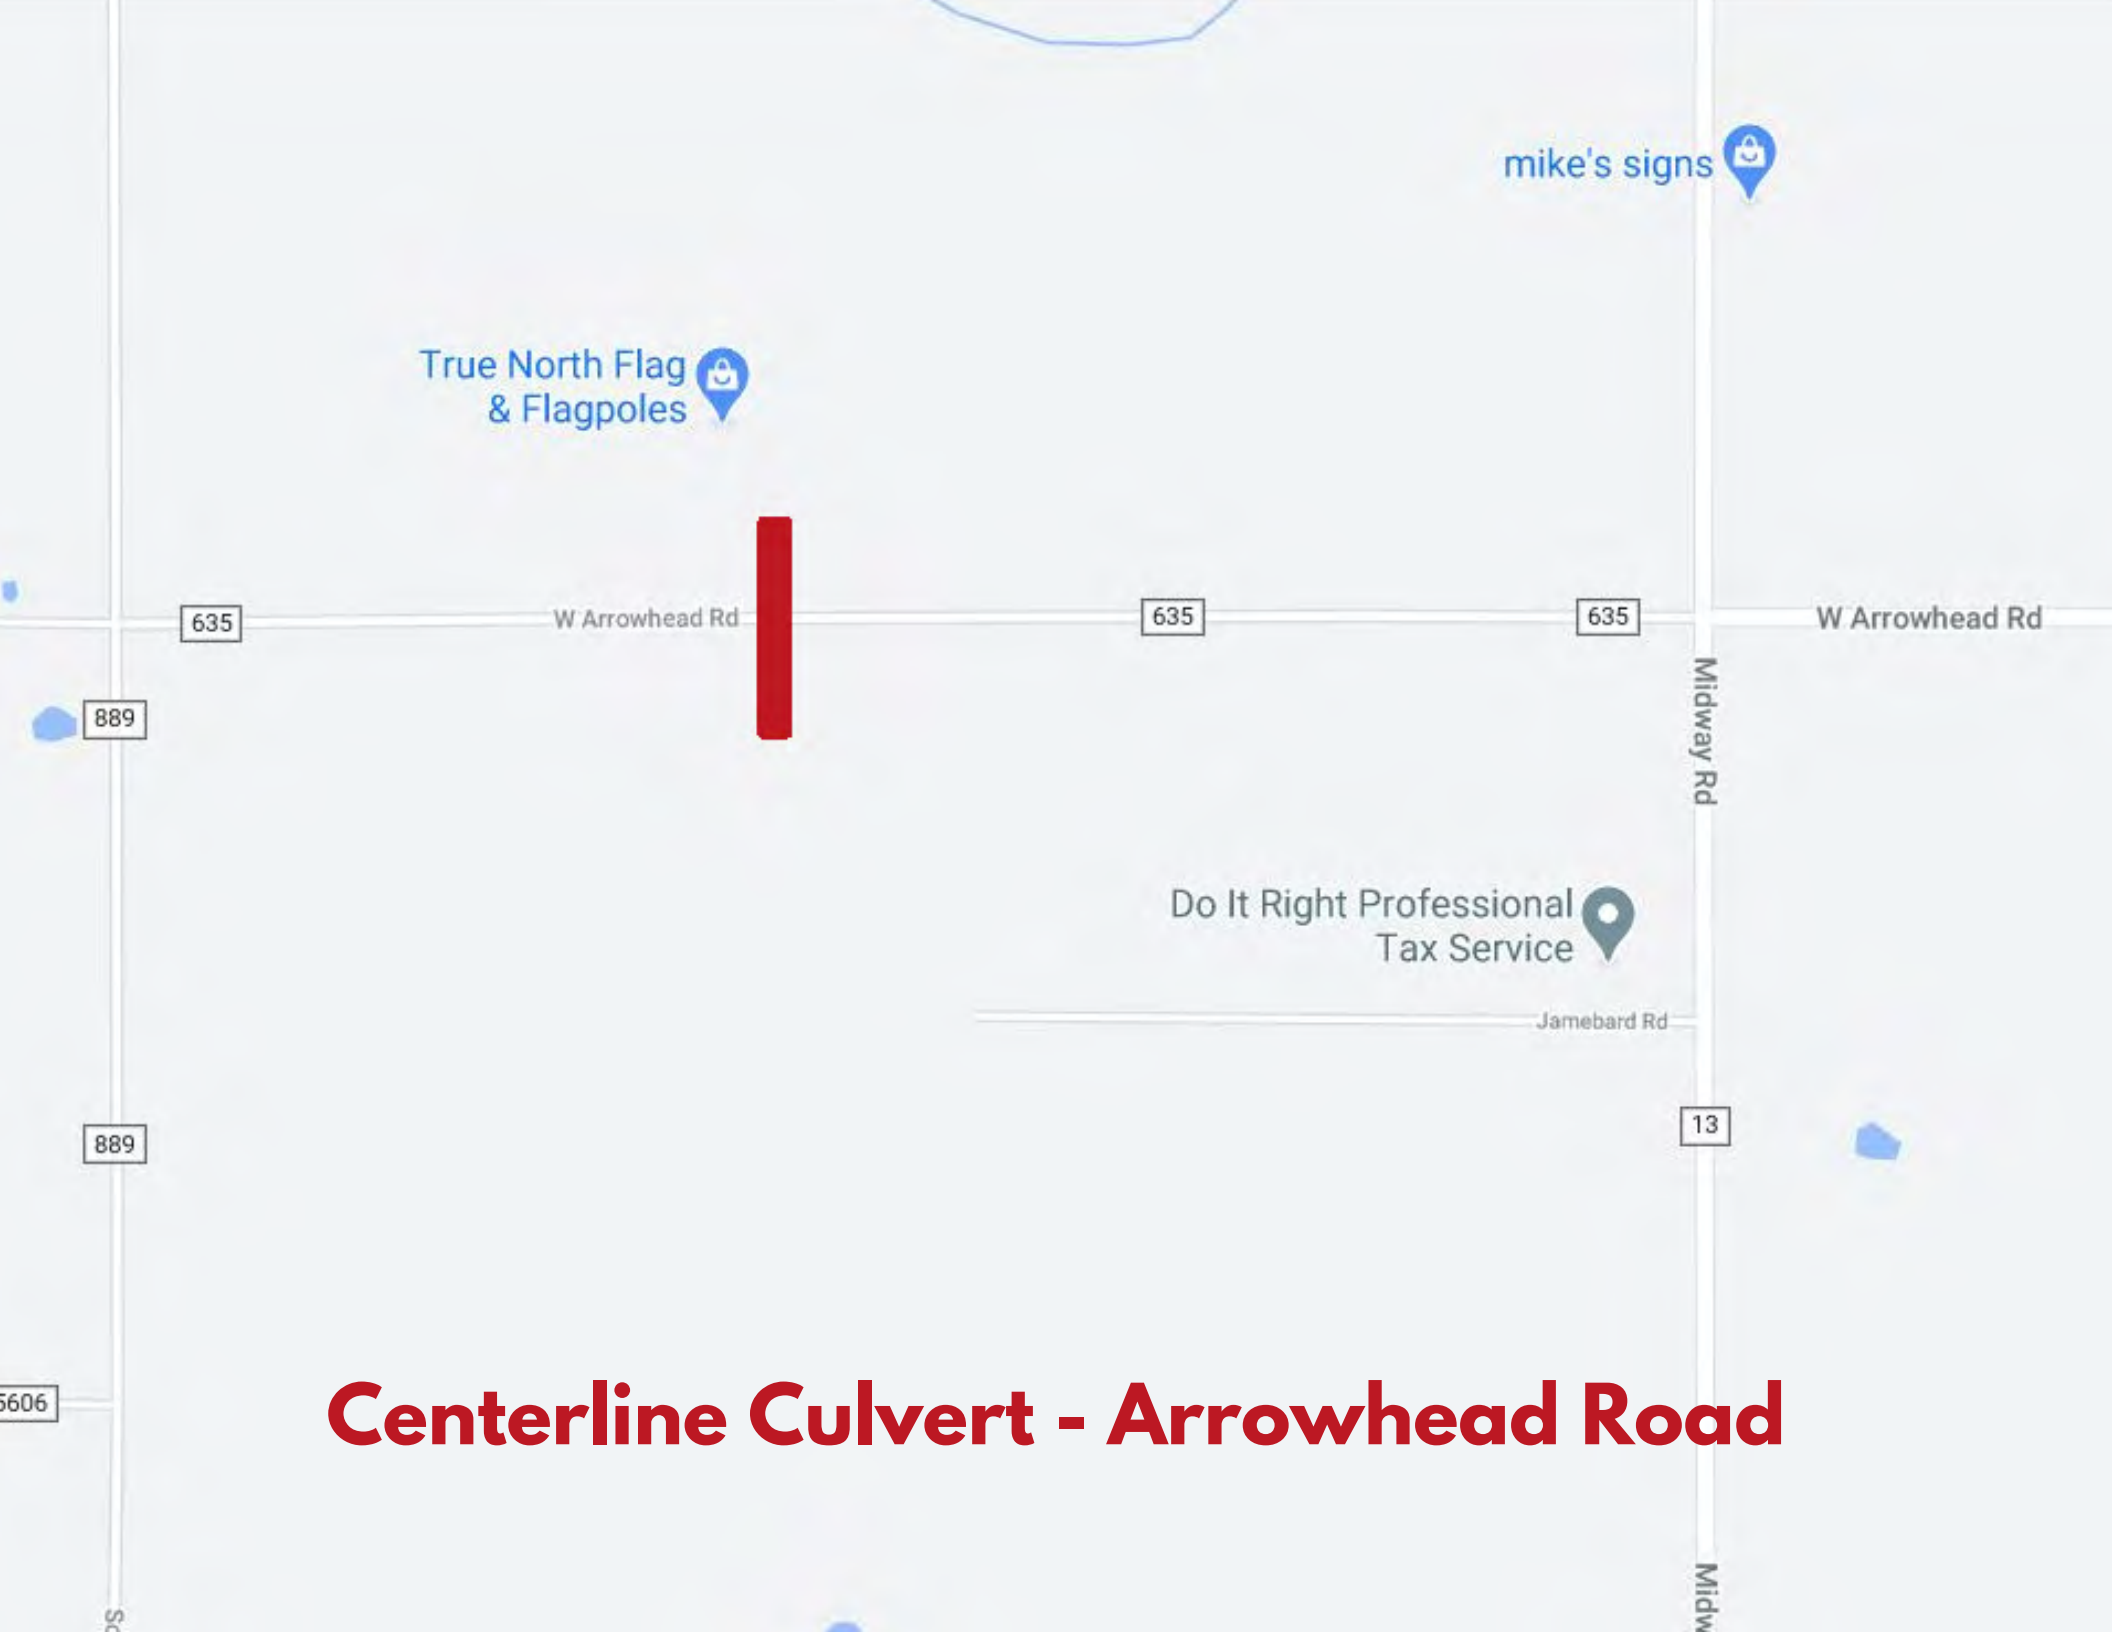 mike's signs
True North Flag
& Flagpoles
635
W Arrowhead Rd
635
635
W Arrowhead Rd
889
Midway Rd
Do It Right Professional
Tax Service
Jamebard Rd
13
889
Centerline Culvert - Arrowhead Road